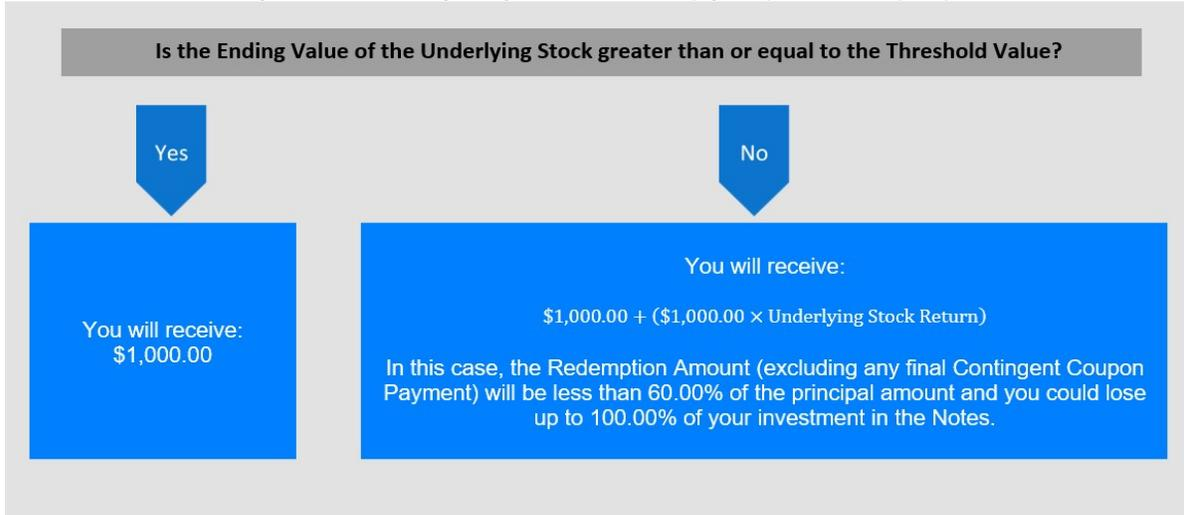 Is the Ending Value of the Underlying Stock greater than or equal to the Threshold Value?
Yes
No
You will receive:
$1,000.00
You will receive:
$1,000.00 + ($1,000.00 × Underlying Stock Return)
In this case, the Redemption Amount (excluding any final Contingent Coupon
Payment) will be less than 60.00% of the principal amount and you could lose
up to 100.00% of your investment in the Notes.